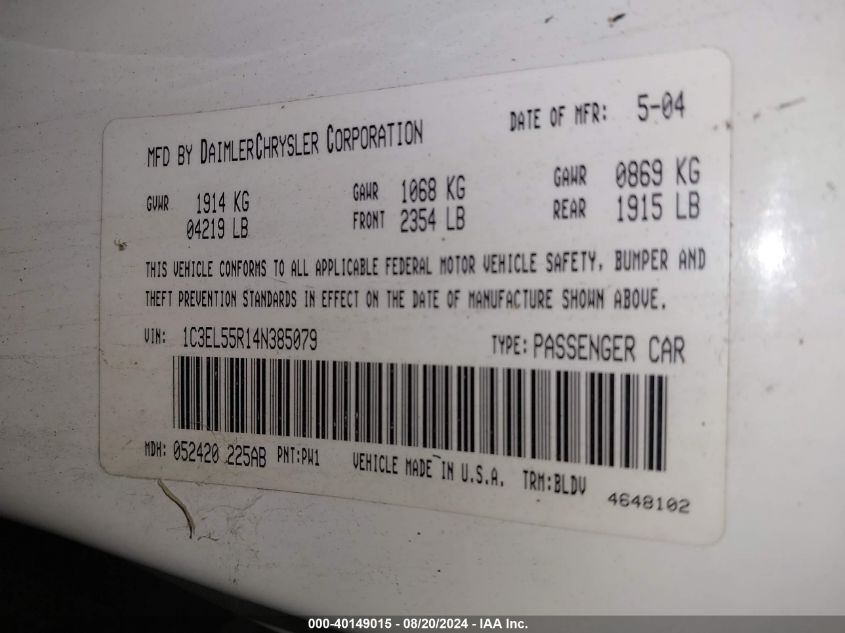 MFD BY DAIMLERCHRYSLER CORPORATION DATE OF MFR: 5-04
GVWR 1914 KG GAWR 1068 KG GAWR 0869 KG
04219 LB FRONT 2354 LB REAR 1915 LB
THIS VEHICLE CONFORMS TO ALL APPLICABLE FEDERAL MOTOR VEHICLE SAFETY, BUMPER AND
THEFT PREVENTION STANDARDS IN EFFECT ON THE DATE OF MANUFACTURE SHOWN ABOVE.
VIN: 1C3EL55R14N385079 TYPE: PASSENGER CAR
MDH: 052420 225AB PNT:PW1 VEHICLE MADE IN U.S.A. TRM:BLDV
4648102
000-40149015 - 08/20/2024 - IAA Inc.